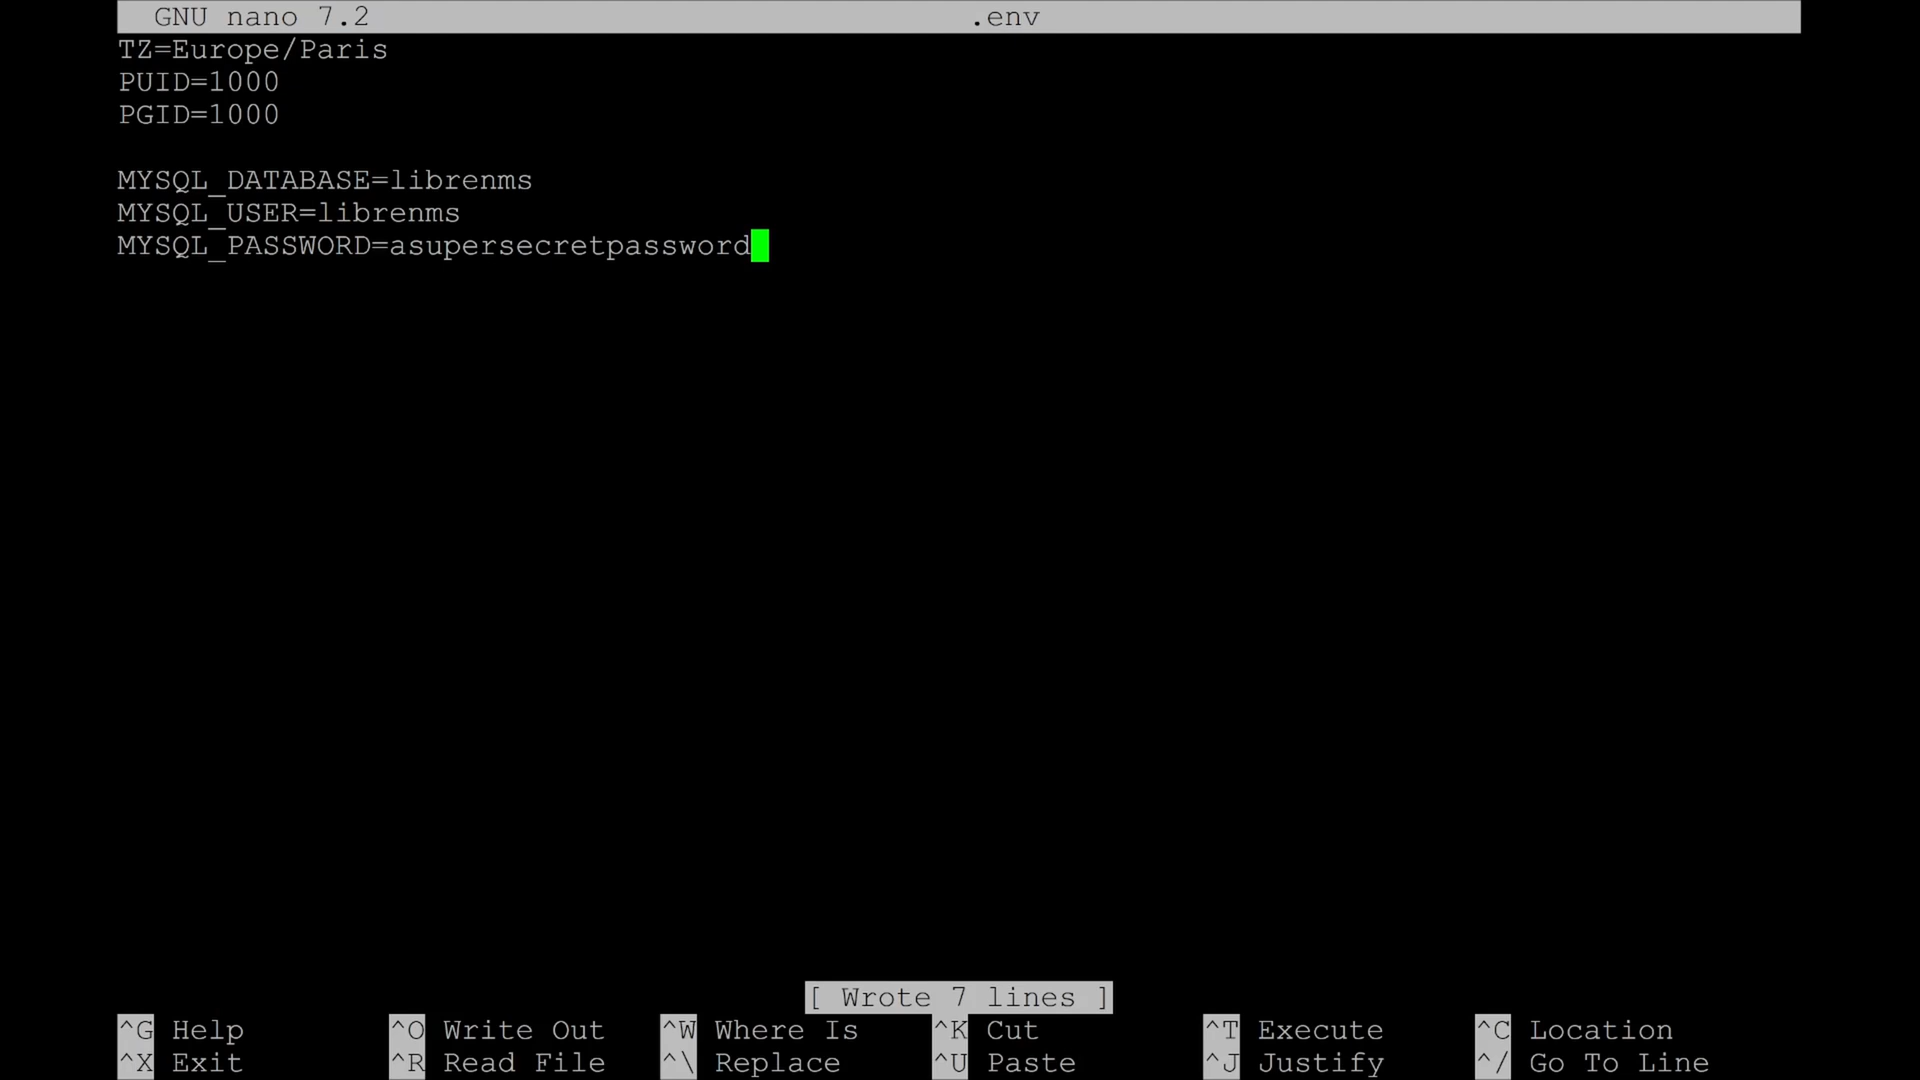 GNU nano 7.2 .env
TZ=Europe/Paris
PUID=1000
PGID=1000
MYSQL_DATABASE=librenms
MYSQL_USER=librenms
MYSQL_PASSWORD=asupersecretpassword
[ Wrote 7 lines ]
^G Help ^O Write Out ^W Where Is ^K Cut ^T Execute ^C Location
^X Exit ^R Read File ^\ Replace ^U Paste ^J Justify ^/ Go To Line